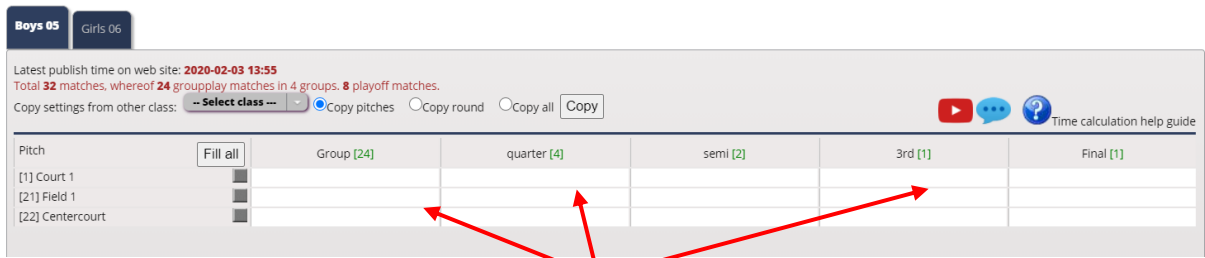 Boys 05 Girls 06
Latest publish time on web site: 2020-02-03 13:55
Total 32 matches, whereof 24 groupplay matches in 4 groups. 8 playoff matches.
Copy settings from other class: -- Select class --- Copy pitches Copy round Copy all Copy
Time calculation help guide
Pitch Fill all Group [24] quarter [4] semi [2] 3rd [1] Final [1]
[1] Court 1
[21] Field 1
[22] Centercourt